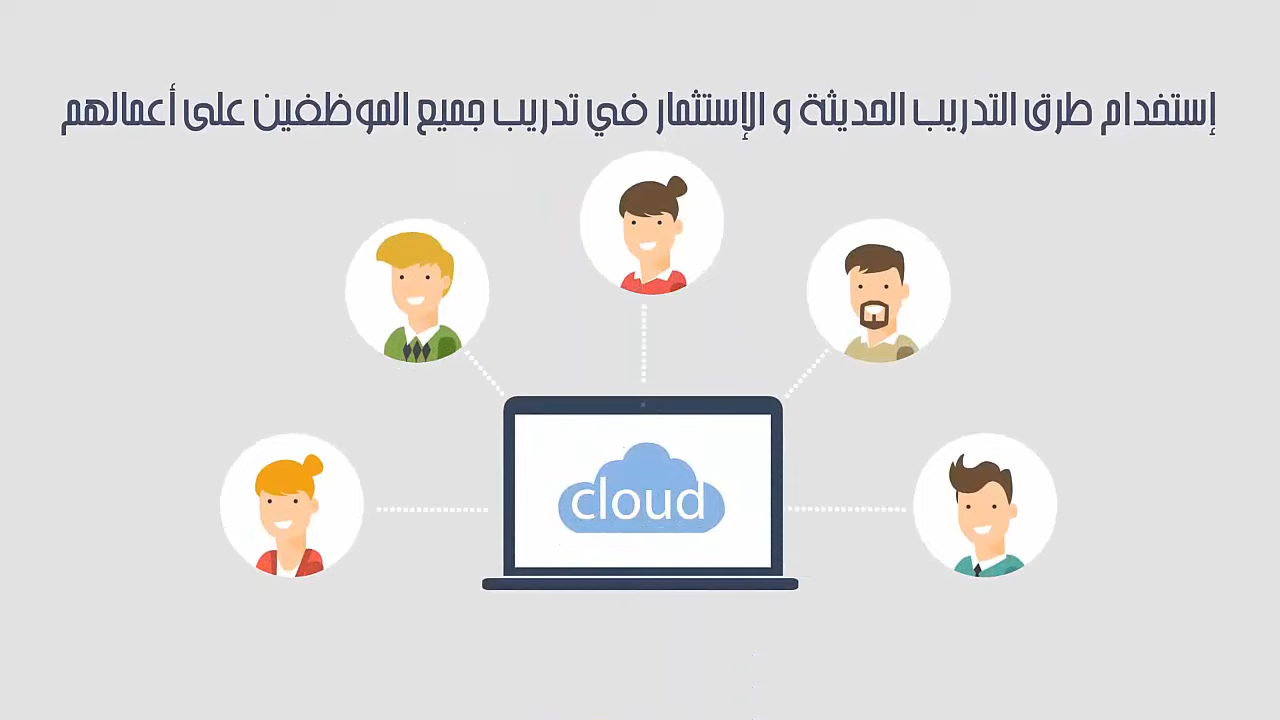 إستخدام طرق التدريب الحديثة و الإستثمار في تدريب جميع الموظفين على أعمالهم
cloud